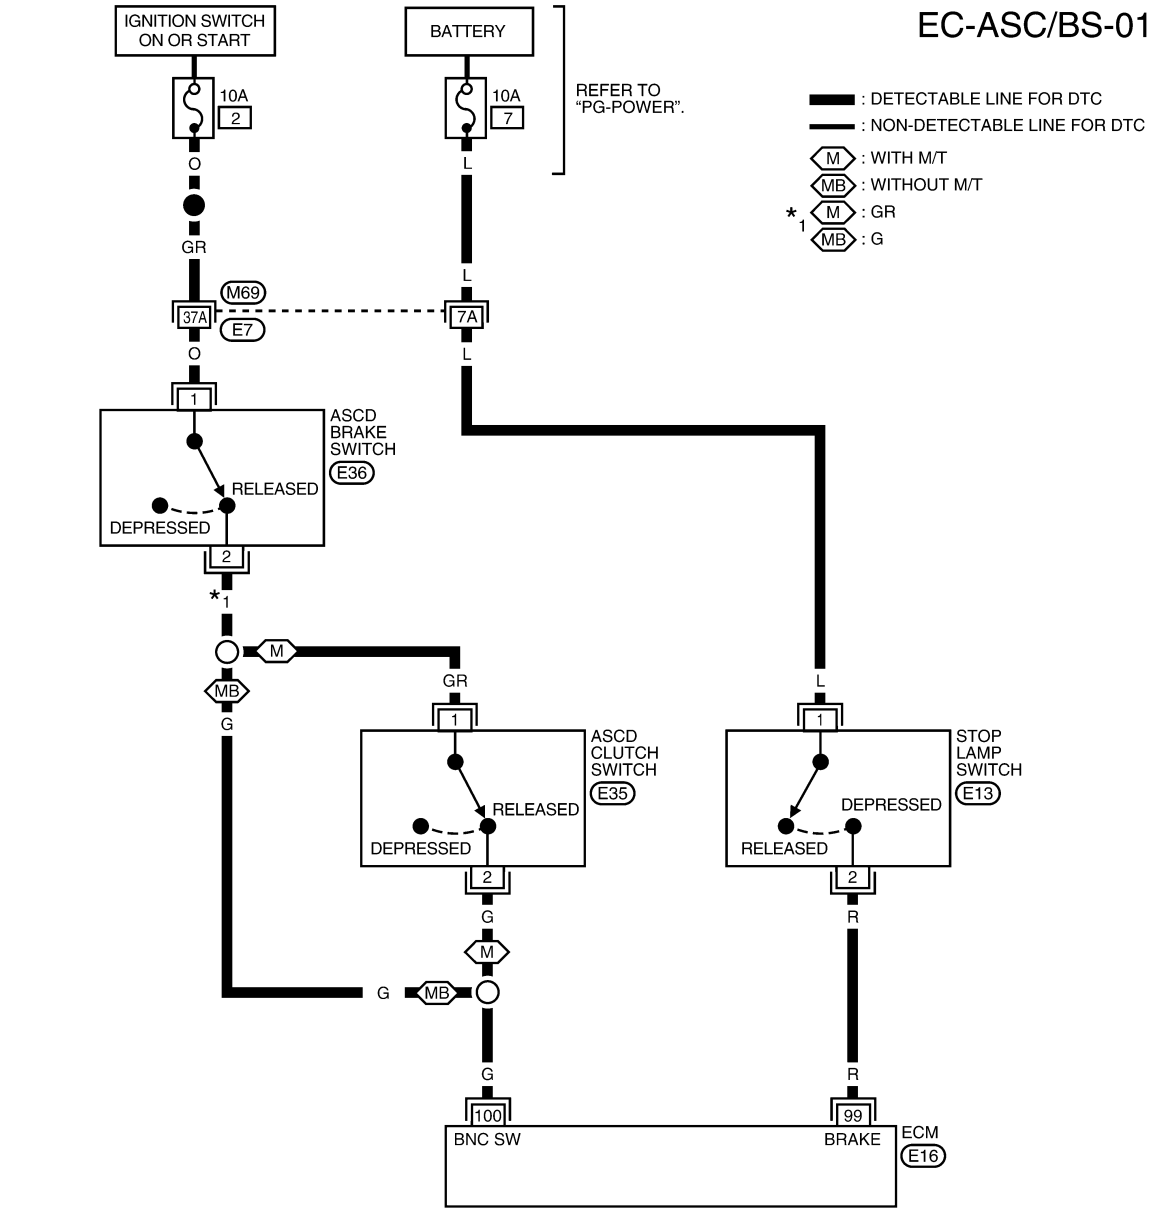 EC-ASC/BS-01
IGNITION SWITCH
ON OR START
BATTERY
10A
2
10A
7
REFER TO
“PG-POWER”.
: DETECTABLE LINE FOR DTC
: NON-DETECTABLE LINE FOR DTC
M : WITH M/T
MB : WITHOUT M/T
*1 M : GR
MB : G
O
L
GR
L
M69
37A
7A
E7
O
L
1
ASCD
BRAKE
SWITCH
E36
RELEASED
DEPRESSED
2
*1
M
MB
GR
L
G
1
ASCD
CLUTCH
SWITCH
E35
RELEASED
DEPRESSED
2
1
STOP
LAMP
SWITCH
E13
DEPRESSED
RELEASED
2
G
R
M
G
MB
G
R
100
99
BNC SW
BRAKE
ECM
E16